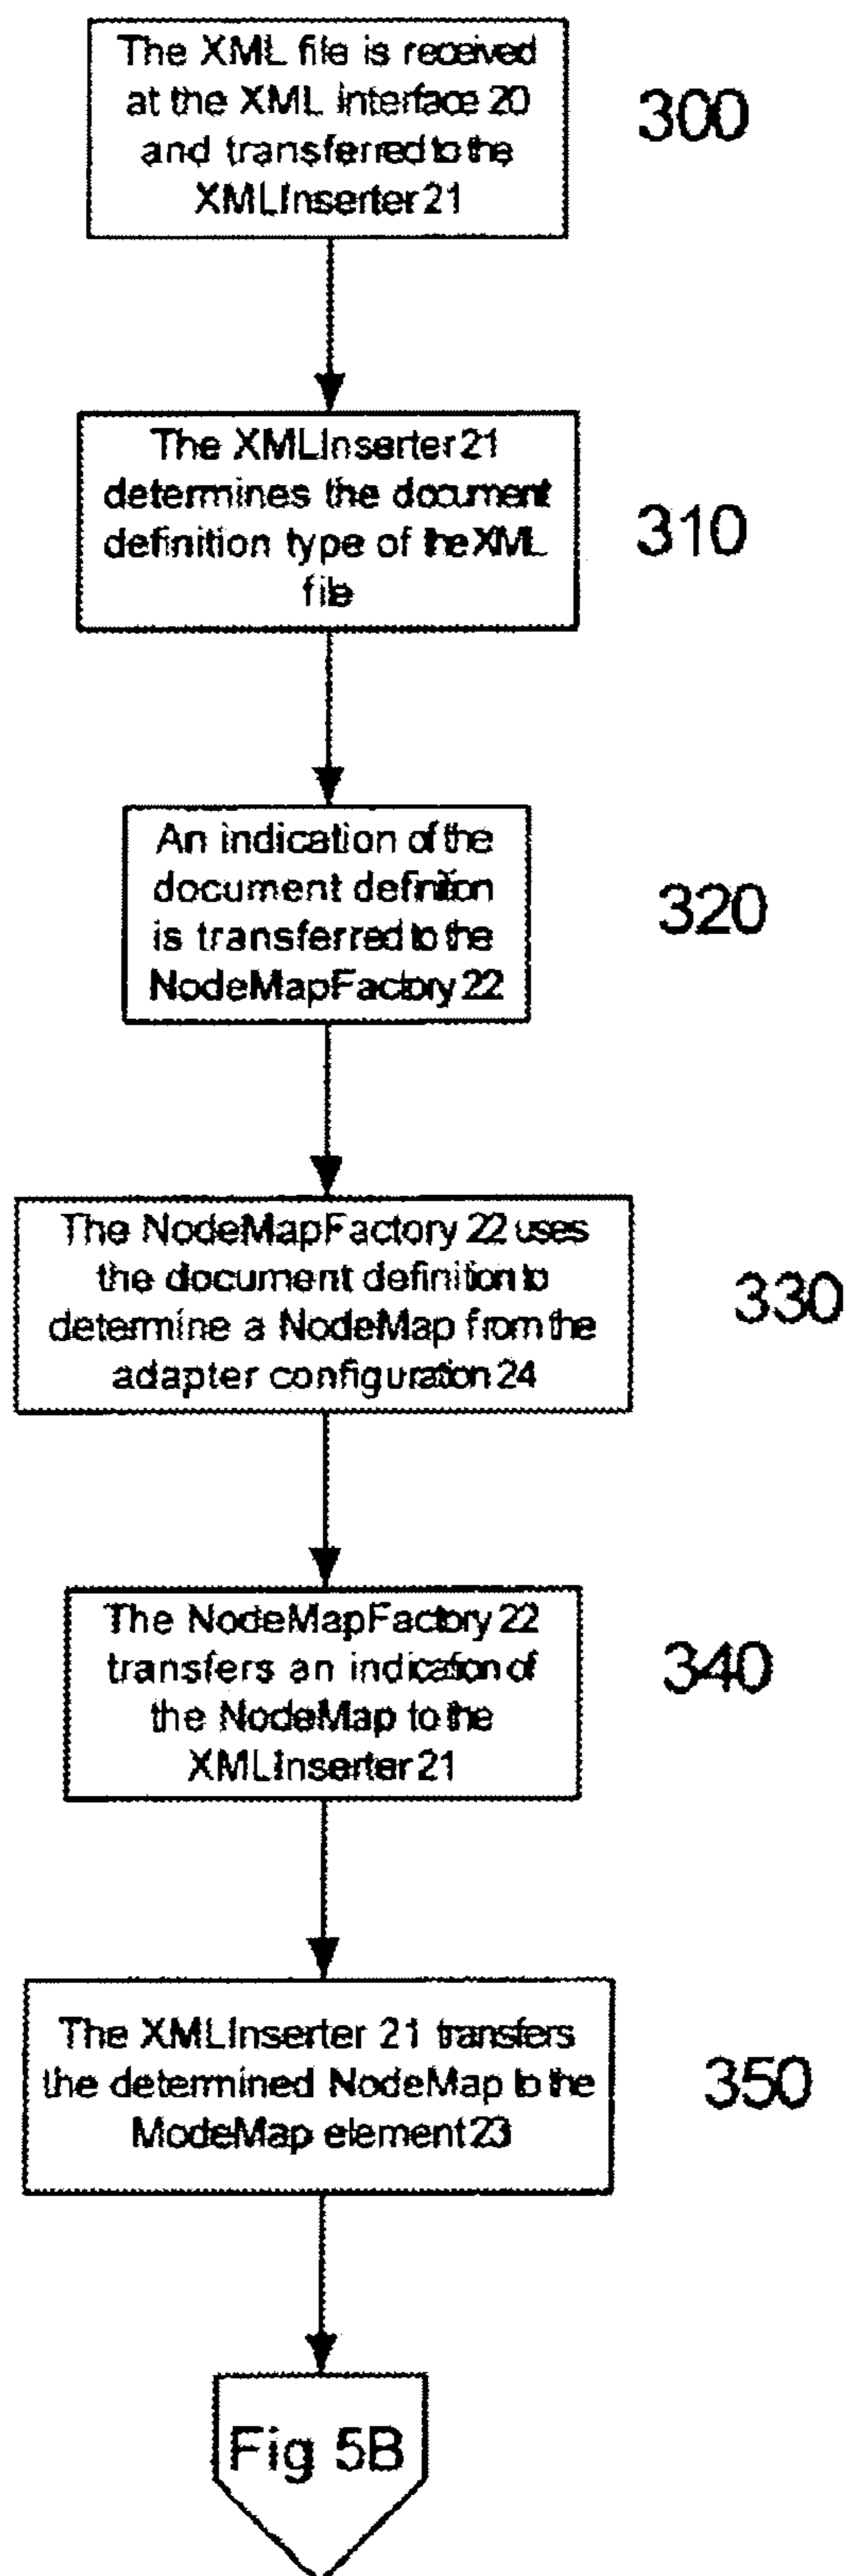 The XML file is received
at the XML interface 20
and transferred to the
XMLInserter 21
300
The XMLInserter 21
determines the document
definition type of the XML
file
310
An indication of the
document definition
is transferred to the
NodeMapFactory 22
320
The NodeMapFactory 22 uses
the document definition to
determine a NodeMap from the
adapter configuration 24
330
The NodeMapFactory 22
transfers an indication of
the NodeMap to the
XMLInserter 21
340
The XMLInserter 21 transfers
the determined NodeMap to the
ModeMap element 23
350
Fig 5B